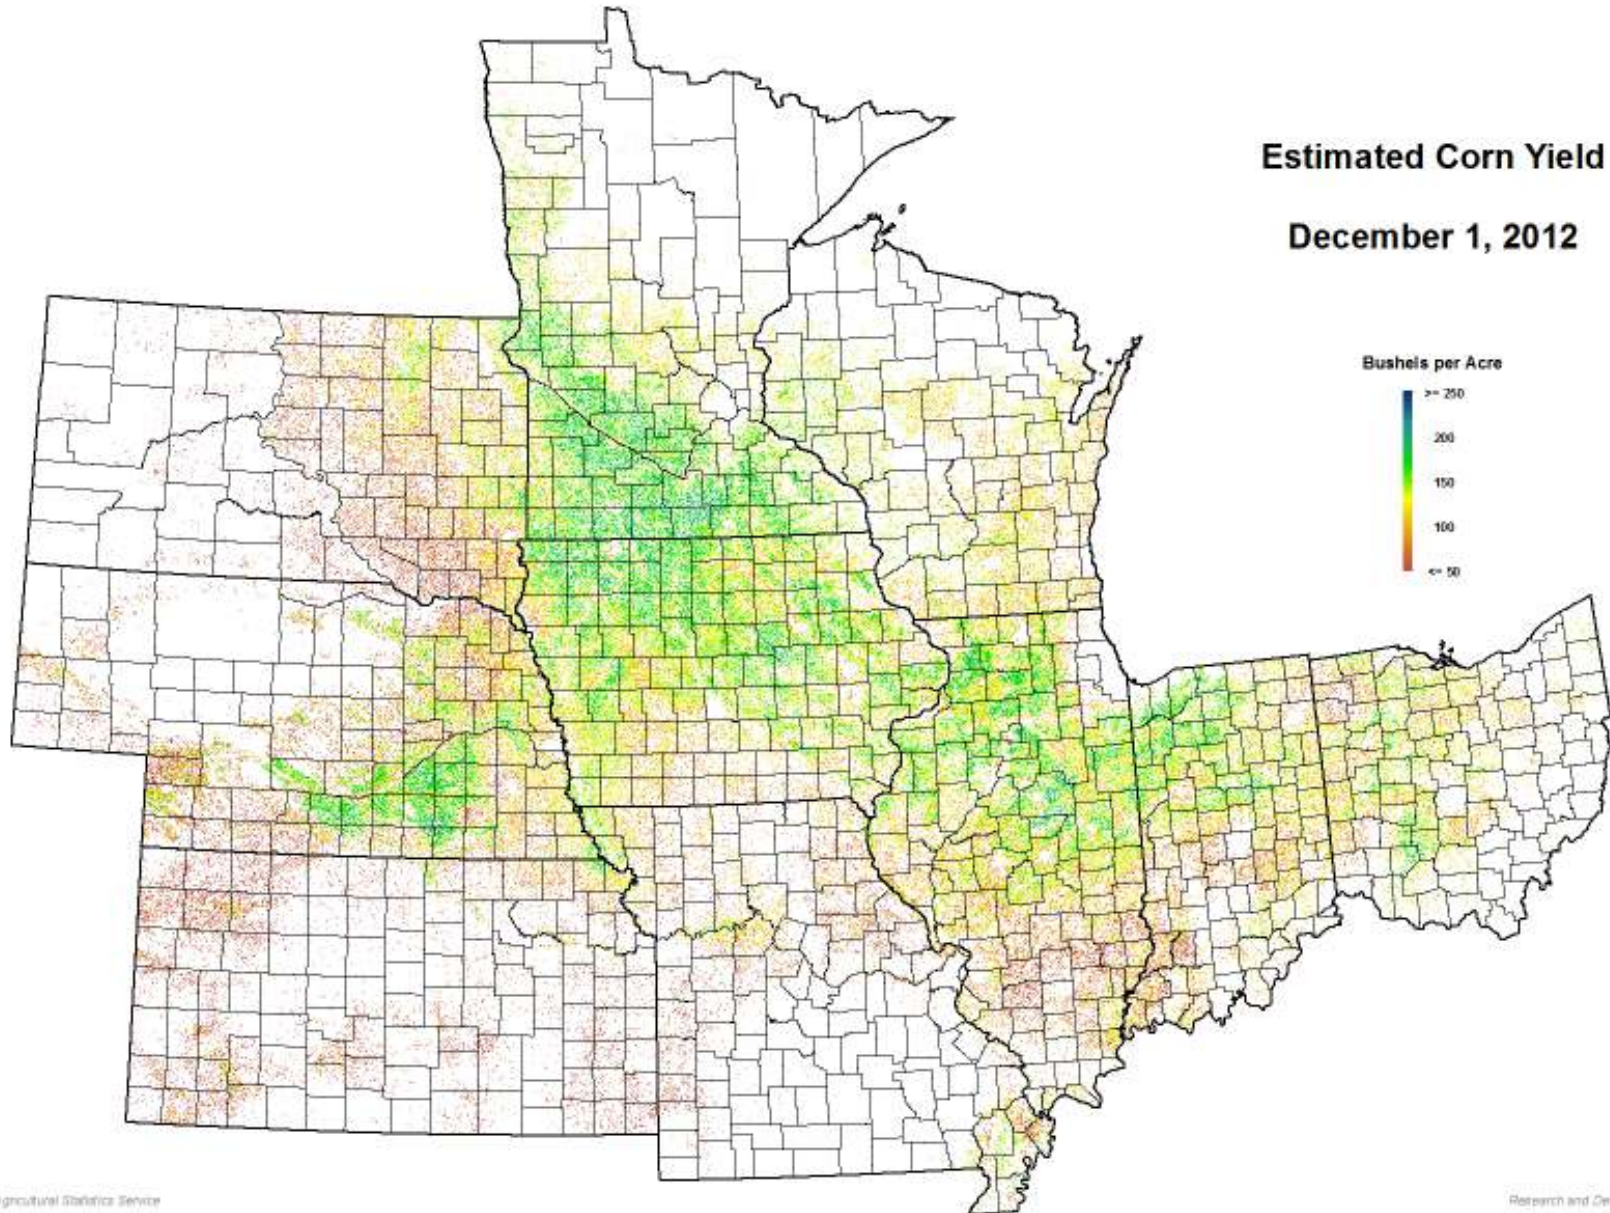 Estimated Corn Yield
December 1, 2012
Bushels per Acre
>= 250
200
150
100
<= 50
Agricultural Statistics Service
Research and De